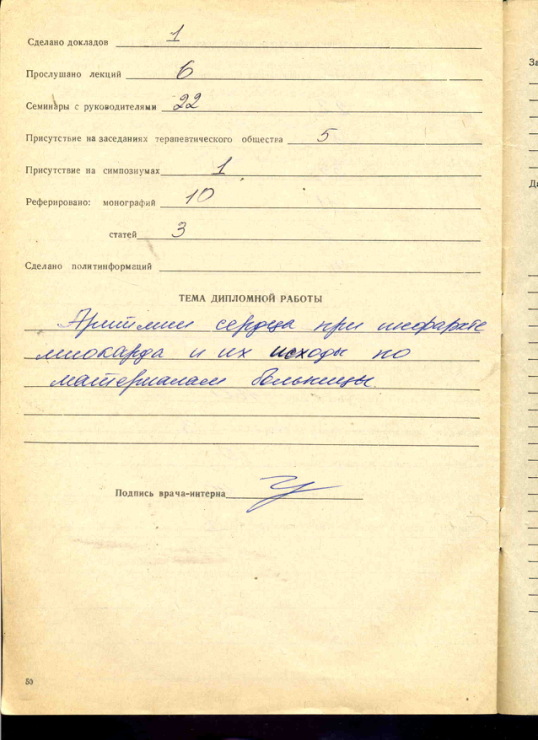 Сделано докладов 1
Прослушано лекций 6
Семинары с руководителями 22
Присутствие на заседаниях терапевтического общества 5
Присутствие на симпозиумах 1
Реферировано: монографий 10
статей 3
Сделано политинформаций
ТЕМА ДИПЛОМНОЙ РАБОТЫ
Аритмии сердца при инфаркте
миокарда и их исходы по
материалам больницы.
Подпись врача-интерна
За